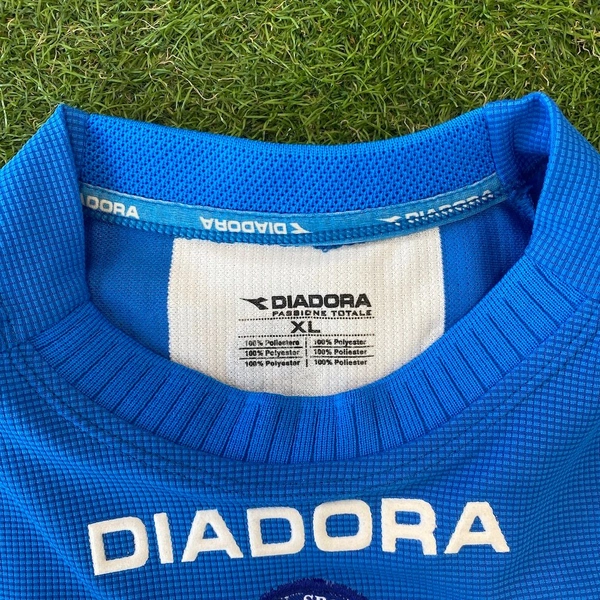 DIADORA DIADORA DIADORA
DIADORA
PASSIONE TOTALE
XL
100% Poliestere 100% Polyester
100% Polyester 100% Poliester
100% Polyester 100% Polyester
DIADORA